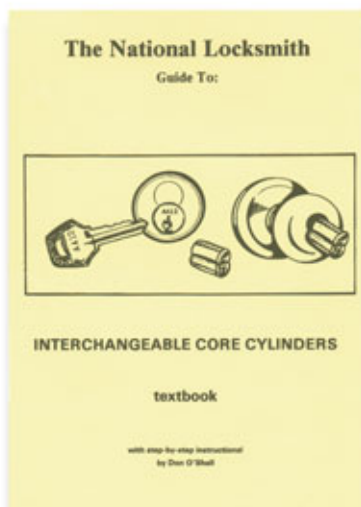 The National Locksmith
Guide To:
INTERCHANGEABLE CORE CYLINDERS
textbook
with step-by-step instructional
by Don O'Shall